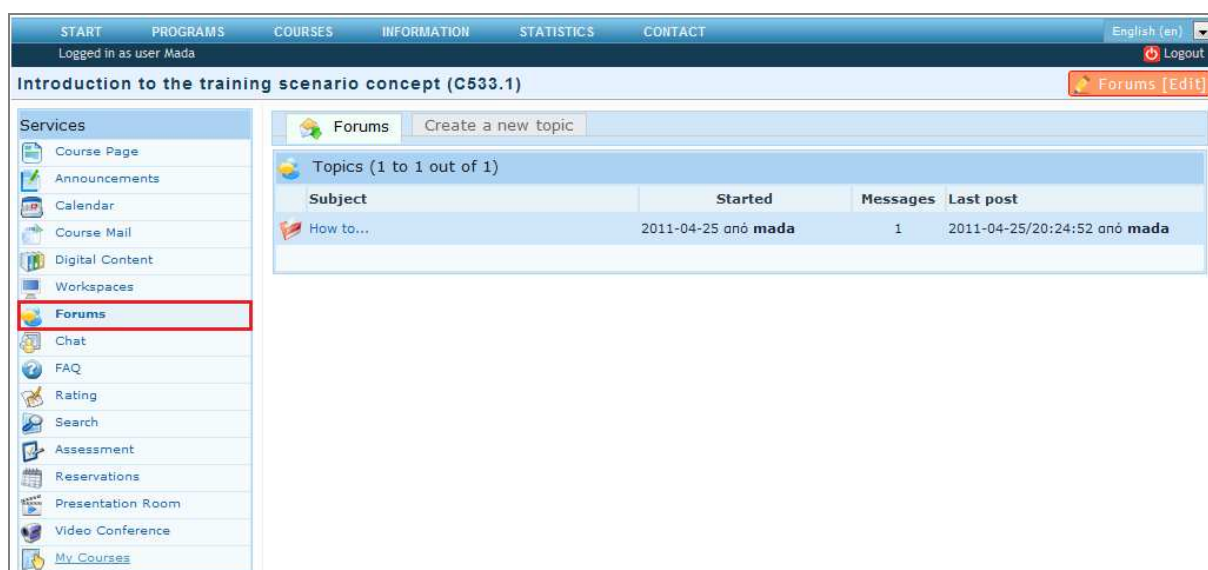 START PROGRAMS COURSES INFORMATION STATISTICS CONTACT English (en)
Logged in as user Mada Logout
Introduction to the training scenario concept (C533.1) Forums [Edit]
Services
Course Page
Announcements
Calendar
Course Mail
Digital Content
Workspaces
Forums
Chat
FAQ
Rating
Search
Assessment
Reservations
Presentation Room
Video Conference
My Courses
Forums Create a new topic
Topics (1 to 1 out of 1)
Subject Started Messages Last post
How to... 2011-04-25 από mada 1 2011-04-25/20:24:52 από mada